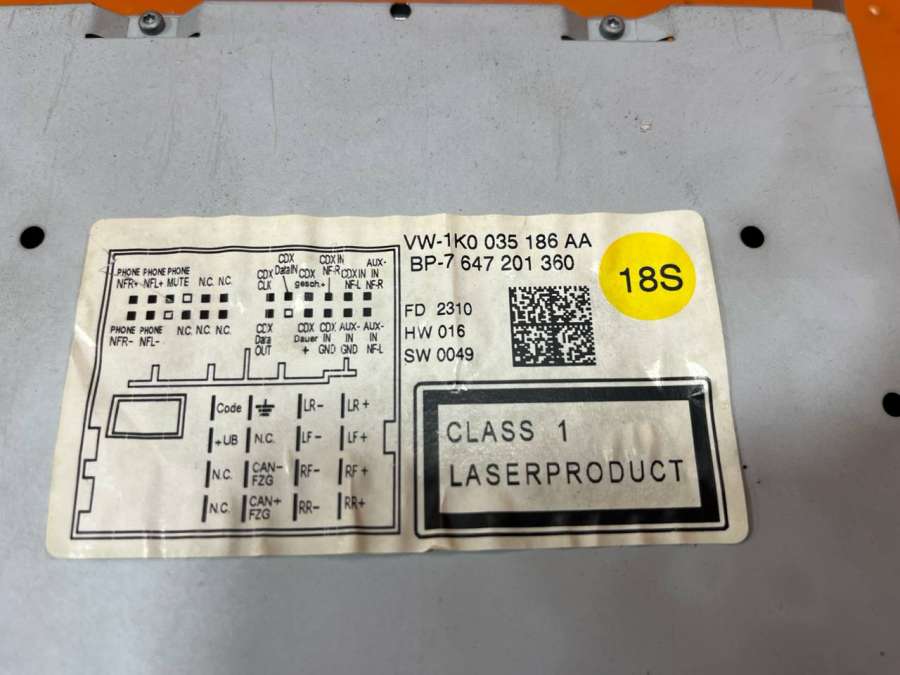 VW-1K0 035 186 AA
BP-7 647 201 360
18S
FD 2310
HW 016
SW 0049
CLASS 1
LASERPRODUCT
PHONE PHONE PHONE
NFR+ NFL+ MUTE N.C. N.C.
CDX CLK
CDX Data IN
CDX gesch.+
CDX IN NF-R
CDX IN NF-L
AUX-IN NF-R
PHONE PHONE N.C. N.C. N.C.
NFR- NFL-
CDX Data OUT
CDX Dauer +
CDX IN GND
AUX-IN GND
AUX-IN NF-L
Code LR- LR+
+UB N.C. LF- LF+
N.C. CAN-FZG RF- RF+
N.C. CAN+FZG RR- RR+